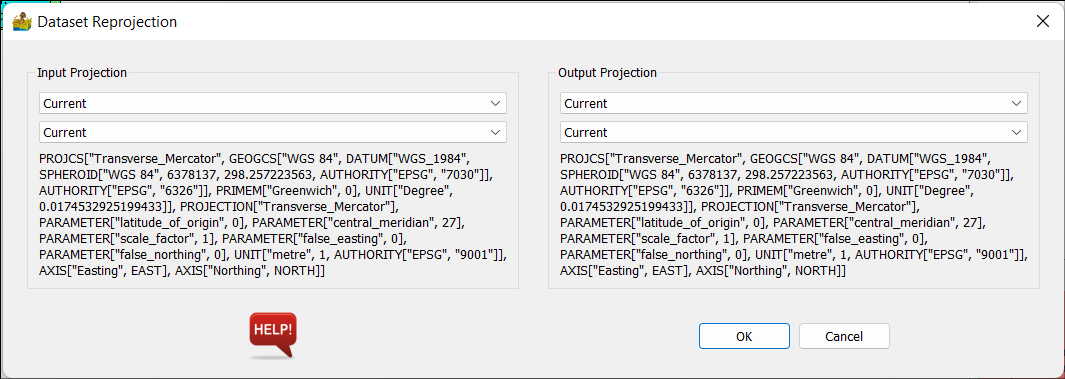 Dataset Reprojection
Input Projection
Current
Current
PROJCS["Transverse_Mercator", GEOGCS["WGS 84", DATUM["WGS_1984",
SPHEROID["WGS 84", 6378137, 298.257223563, AUTHORITY["EPSG", "7030"]],
AUTHORITY["EPSG", "6326"]], PRIMEM["Greenwich", 0], UNIT["Degree",
0.0174532925199433]], PROJECTION["Transverse_Mercator"],
PARAMETER["latitude_of_origin", 0], PARAMETER["central_meridian", 27],
PARAMETER["scale_factor", 1], PARAMETER["false_easting", 0],
PARAMETER["false_northing", 0], UNIT["metre", 1, AUTHORITY["EPSG", "9001"]],
AXIS["Easting", EAST], AXIS["Northing", NORTH]]
Output Projection
Current
Current
PROJCS["Transverse_Mercator", GEOGCS["WGS 84", DATUM["WGS_1984",
SPHEROID["WGS 84", 6378137, 298.257223563, AUTHORITY["EPSG", "7030"]],
AUTHORITY["EPSG", "6326"]], PRIMEM["Greenwich", 0], UNIT["Degree",
0.0174532925199433]], PROJECTION["Transverse_Mercator"],
PARAMETER["latitude_of_origin", 0], PARAMETER["central_meridian", 27],
PARAMETER["scale_factor", 1], PARAMETER["false_easting", 0],
PARAMETER["false_northing", 0], UNIT["metre", 1, AUTHORITY["EPSG", "9001"]],
AXIS["Easting", EAST], AXIS["Northing", NORTH]]
HELP!
OK
Cancel